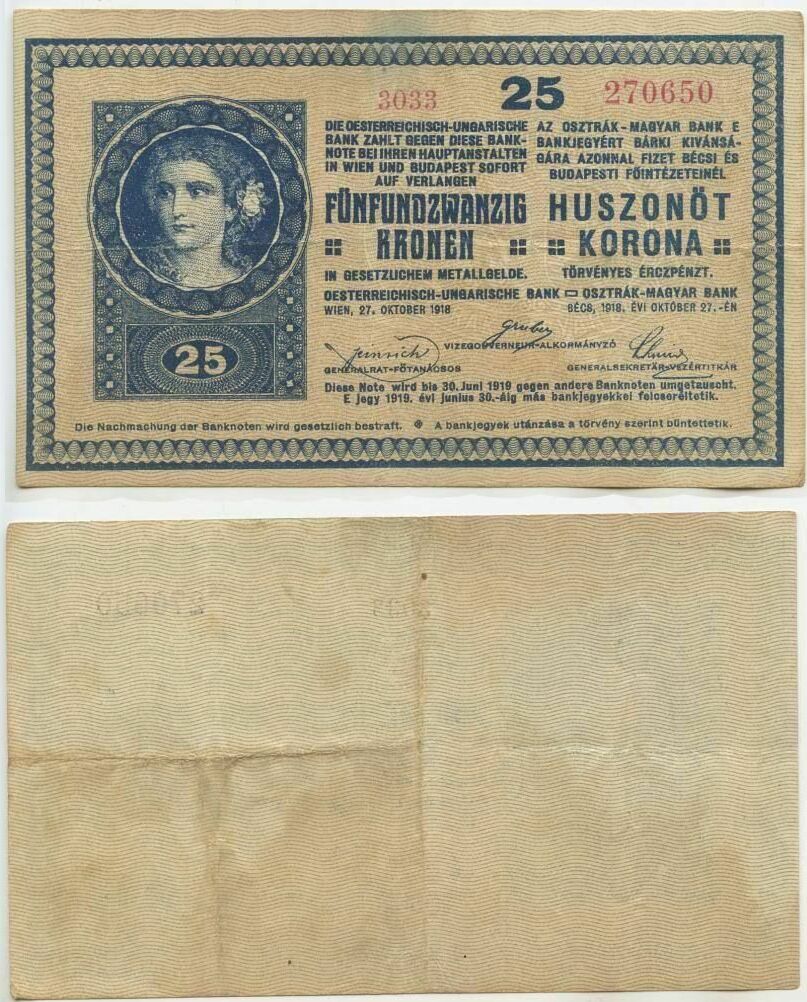 3033 25 270650
DIE OESTERREICHISCH-UNGARISCHE
BANK ZAHLT GEGEN DIESE BANK-
NOTE BEI IHREN HAUPTANSTALTEN
IN WIEN UND BUDAPEST SOFORT
AUF VERLANGEN
FÜNFUNDZWANZIG
KRONEN
IN GESETZLICHEM METALLGELDE.
AZ OSZTRÁK-MAGYAR BANK E
BANKJEGYÉRT BÁRKI KIVÁNSÁ-
GÁRA AZONNAL FIZET BÉCSI ÉS
BUDAPESTI FŐINTÉZETEINÉL
HUSZONÖT
KORONA
TÖRVÉNYES ÉRCZPÉNZT.
OESTERREICHISCH-UNGARISCHE BANK OSZTRÁK-MAGYAR BANK
WIEN, 27. OKTOBER 1918 BÉCS, 1918. ÉVI OKTÓBER 27.-ÉN
Gruber
VIZEGOUVERNEUR-ALKORMÁNYZÓ
GENERALRAT-FŐTANÁCSOS GENERALSEKRETÄR-VEZÉRTITKÁR
Diese Note wird bis 30. Juni 1919 gegen andere Banknoten umgetauscht.
E jegy 1919. évi junius 30.-áig más bankjegyekkel felcseréltetik.
25
Die Nachmachung der Banknoten wird gesetzlich bestraft. A bankjegyek utánzása a törvény szerint büntettetik.